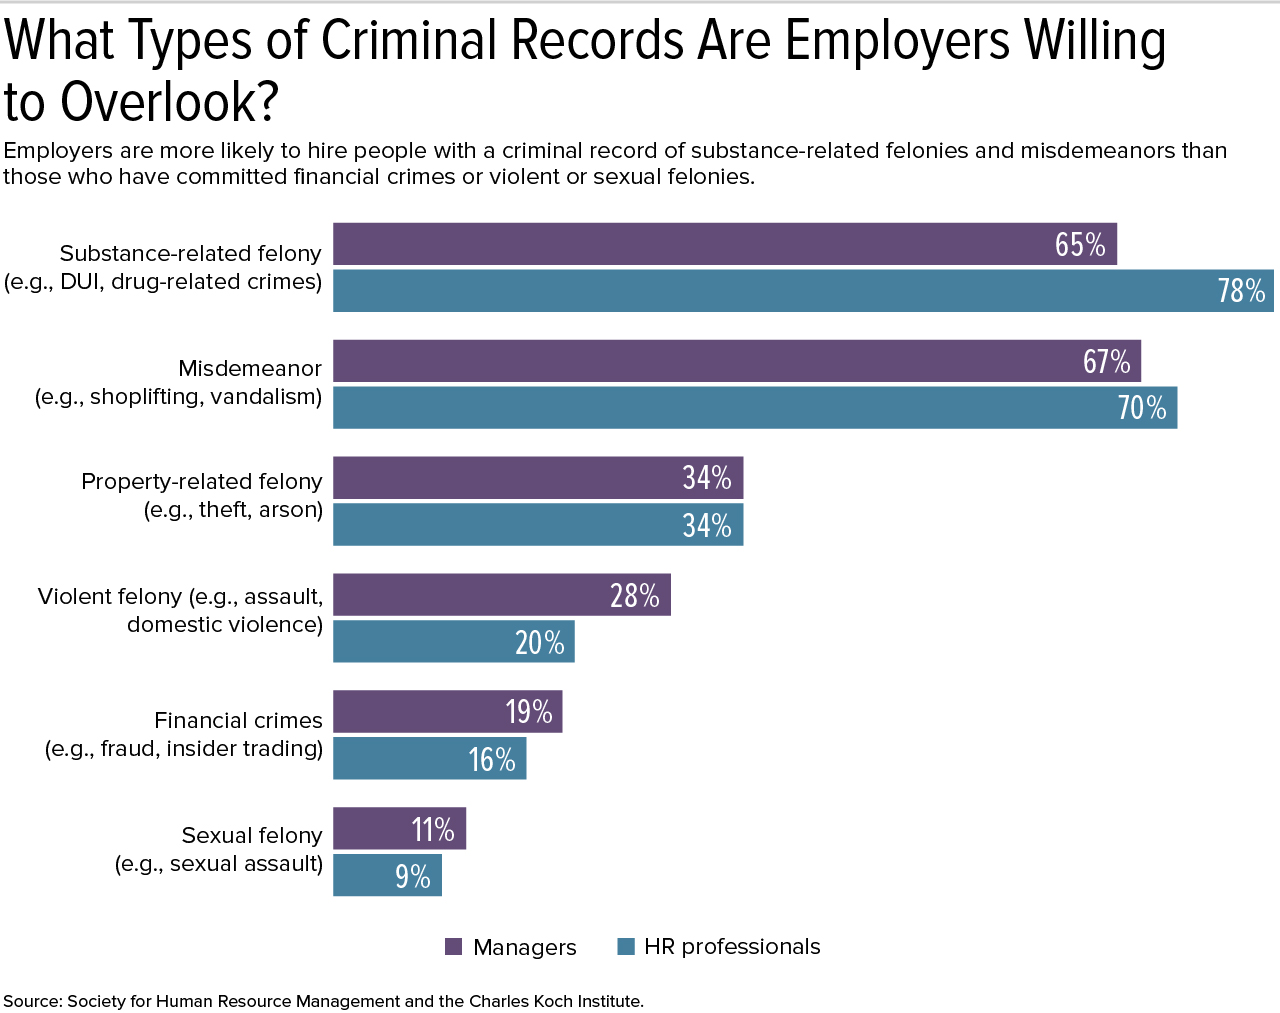 What Types of Criminal Records Are Employers Willing
to Overlook?
Employers are more likely to hire people with a criminal record of substance-related felonies and misdemeanors than
those who have committed financial crimes or violent or sexual felonies.
Substance-related felony
(e.g., DUI, drug-related crimes)
65%
78%
Misdemeanor
(e.g., shoplifting, vandalism)
67%
70%
Property-related felony
(e.g., theft, arson)
34%
34%
Violent felony (e.g., assault,
domestic violence)
28%
20%
Financial crimes
(e.g., fraud, insider trading)
19%
16%
Sexual felony
(e.g., sexual assault)
11%
9%
Managers
HR professionals
Source: Society for Human Resource Management and the Charles Koch Institute.